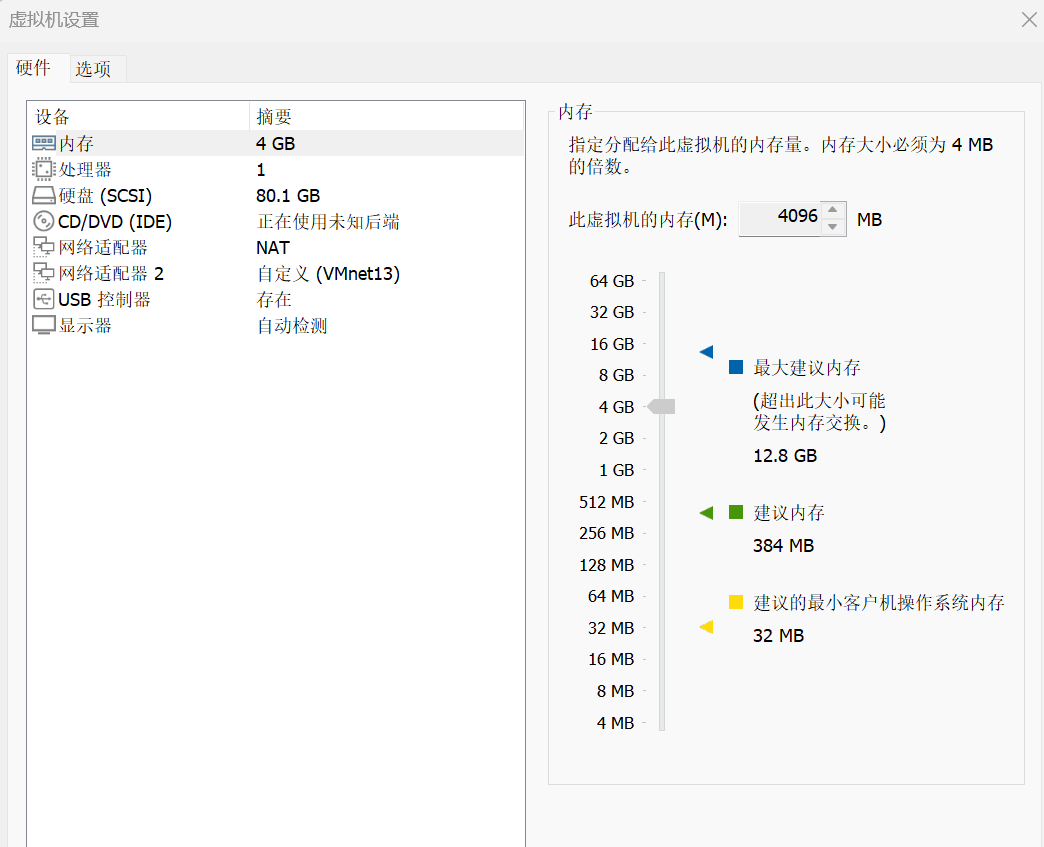 虚拟机设置
硬件 选项
设备 摘要
内存 4 GB
处理器 1
硬盘 (SCSI) 80.1 GB
CD/DVD (IDE) 正在使用未知后端
网络适配器 NAT
网络适配器 2 自定义 (VMnet13)
USB 控制器 存在
显示器 自动检测
内存
指定分配给此虚拟机的内存量。内存大小必须为 4 MB
的倍数。
此虚拟机的内存(M): 4096 MB
64 GB
32 GB
16 GB
8 GB
4 GB
2 GB
1 GB
512 MB
256 MB
128 MB
64 MB
32 MB
16 MB
8 MB
4 MB
最大建议内存
(超出此大小可能
发生内存交换。)
12.8 GB
建议内存
384 MB
建议的最小客户机操作系统内存
32 MB